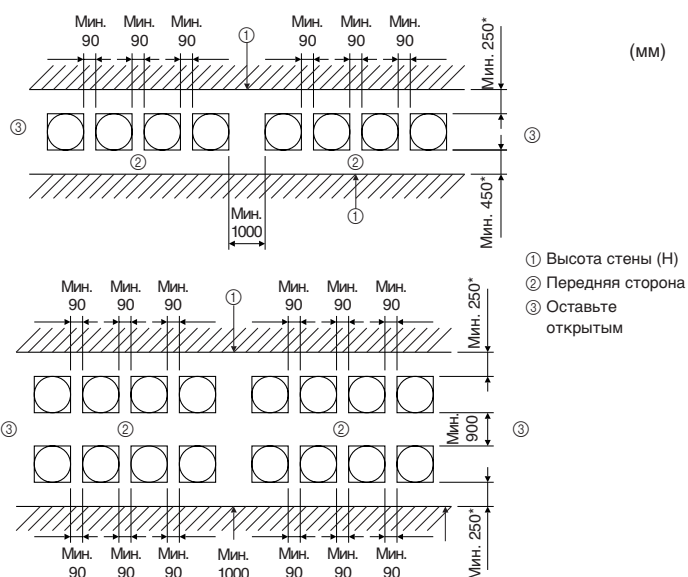 Мин. Мин. Мин. Мин. Мин. Мин.
90 90 90 90 90 90
①
Мин. 250*
(мм)
③ ③
② ②
Мин.
1000
①
Мин. 450*
① Высота стены (H)
② Передняя сторона
③ Оставьте
открытым
Мин. Мин. Мин. Мин. Мин. Мин.
90 90 90 90 90 90
①
Мин. 250*
③ ② ② ③
Мин.
900
Мин. 250*
Мин. Мин. Мин. Мин. Мин. Мин. Мин.
90 90 90 1000 90 90 90